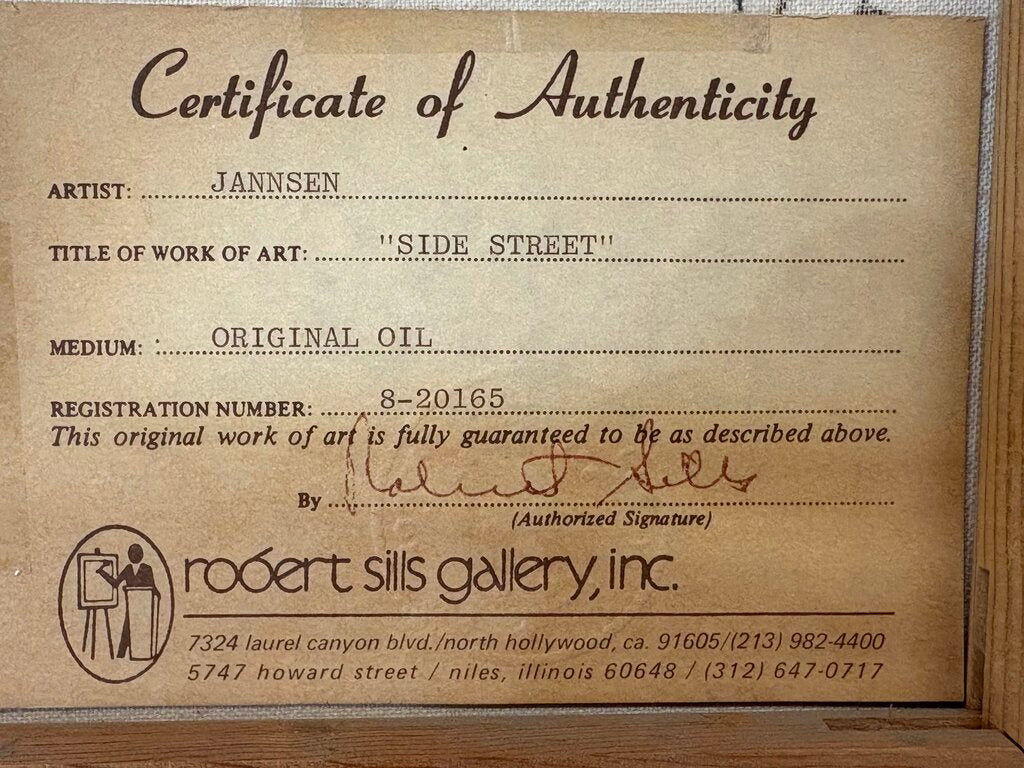 Certificate of Authenticity
ARTIST: JANNSEN
TITLE OF WORK OF ART: "SIDE STREET"
MEDIUM: ORIGINAL OIL
REGISTRATION NUMBER: 8-20165
This original work of art is fully guaranteed to be as described above.
By Robert Sills
(Authorized Signature)
robert sills gallery, inc.
7324 laurel canyon blvd./north hollywood, ca. 91605/(213) 982-4400
5747 howard street / niles, illinois 60648 / (312) 647-0717